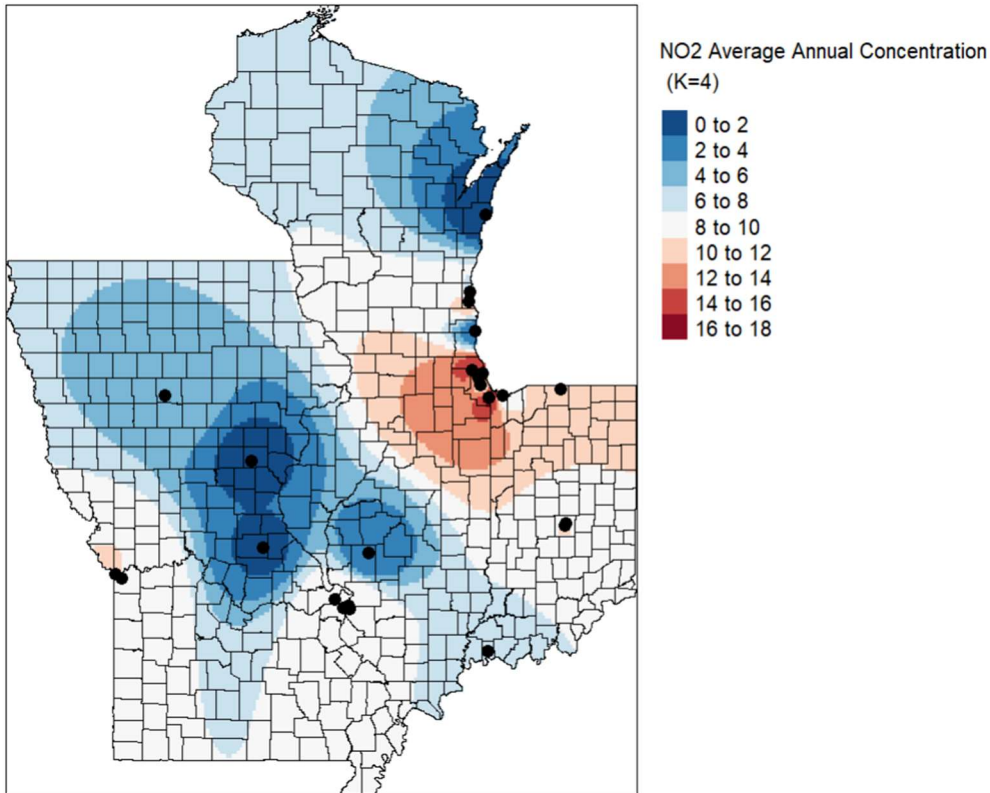 NO2 Average Annual Concentration
(K=4)
0 to 2
2 to 4
4 to 6
6 to 8
8 to 10
10 to 12
12 to 14
14 to 16
16 to 18